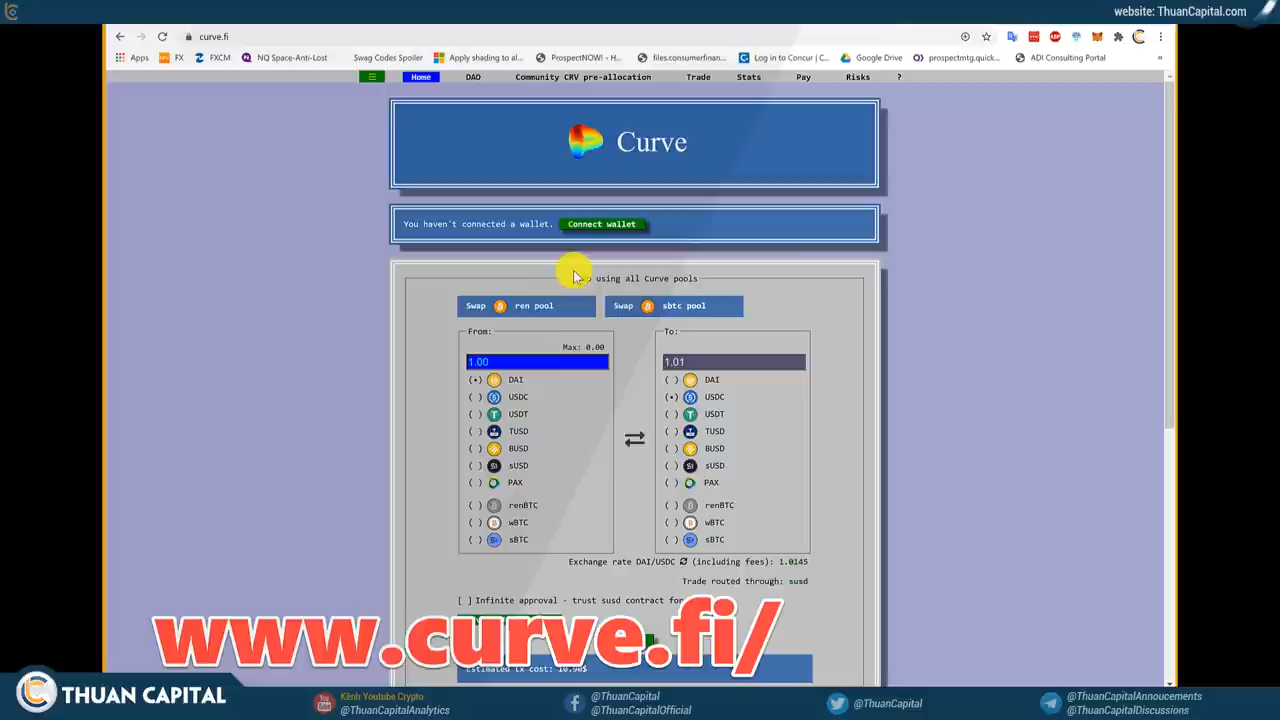 website: ThuanCapital.com
curve.fi
Apps FX FXCM NQ Space-Anti-Lost Swag Codes Spoiler Apply shading to al... ProspectNOW! - H... files.consumerfinan... Log in to Concur | C... Google Drive prospectmtg.quick... ADI Consulting Portal »
Home DAO Community CRV pre-allocation Trade Stats Pay Risks ?
Curve
You haven't connected a wallet. Connect wallet
using all Curve pools
Swap ren pool Swap sbtc pool
From: To:
Max: 0.00
1.00 1.01
(•) DAI ( ) DAI
( ) USDC (•) USDC
( ) USDT ( ) USDT
( ) TUSD ( ) TUSD
( ) BUSD ( ) BUSD
( ) sUSD ( ) sUSD
( ) PAX ( ) PAX
( ) renBTC ( ) renBTC
( ) wBTC ( ) wBTC
( ) sBTC ( ) sBTC
Exchange rate DAI/USDC (including fees): 1.0145
Trade routed through: susd
[ ] Infinite approval - trust susd contract for
www.curve.fi/
Estimated tx cost: 10.90$
THUAN CAPITAL
Kênh Youtube Crypto
@ThuanCapitalAnalytics
@ThuanCapital
@ThuanCapitalOfficial
@ThuanCapital
@ThuanCapitalAnnoucements
@ThuanCapitalDiscussions